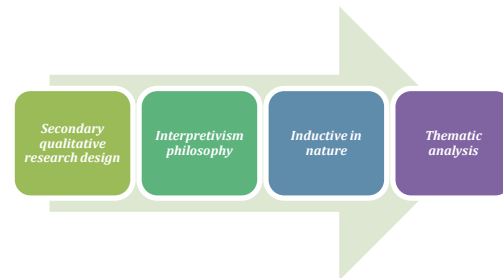 Secondary
qualitative
research design
Interpretivism
philosophy
Inductive in
nature
Thematic
analysis